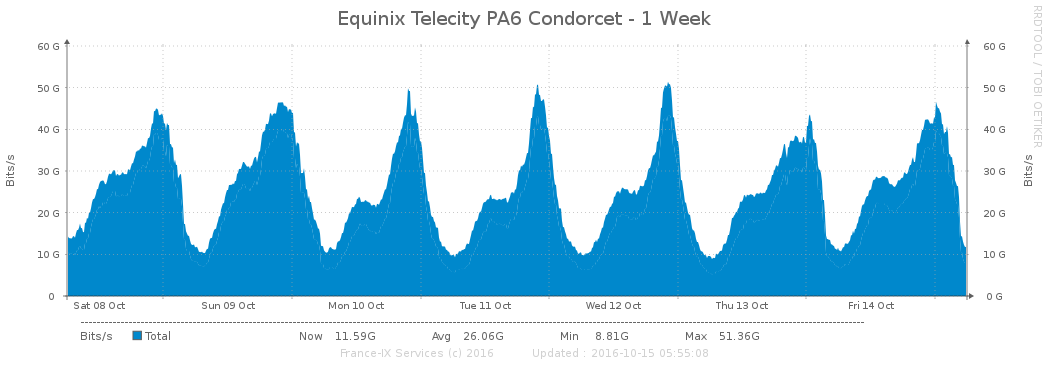 Equinix Telecity PA6 Condorcet - 1 Week
RRDTOOL / TOBI OETIKER
Bits/s
60 G
50 G
40 G
30 G
20 G
10 G
0
60 G
50 G
40 G
30 G
20 G
10 G
0 G
Bits/s
Sat 08 Oct Sun 09 Oct Mon 10 Oct Tue 11 Oct Wed 12 Oct Thu 13 Oct Fri 14 Oct
Bits/s Total Now 11.59G Avg 26.06G Min 8.81G Max 51.36G
France-IX Services (c) 2016 Updated : 2016-10-15 05:55:08